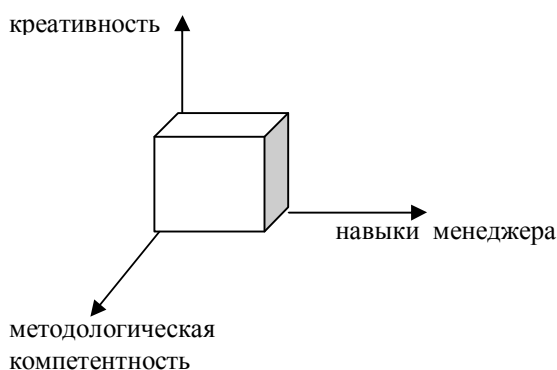 креативность
навыки менеджера
методологическая
компетентность